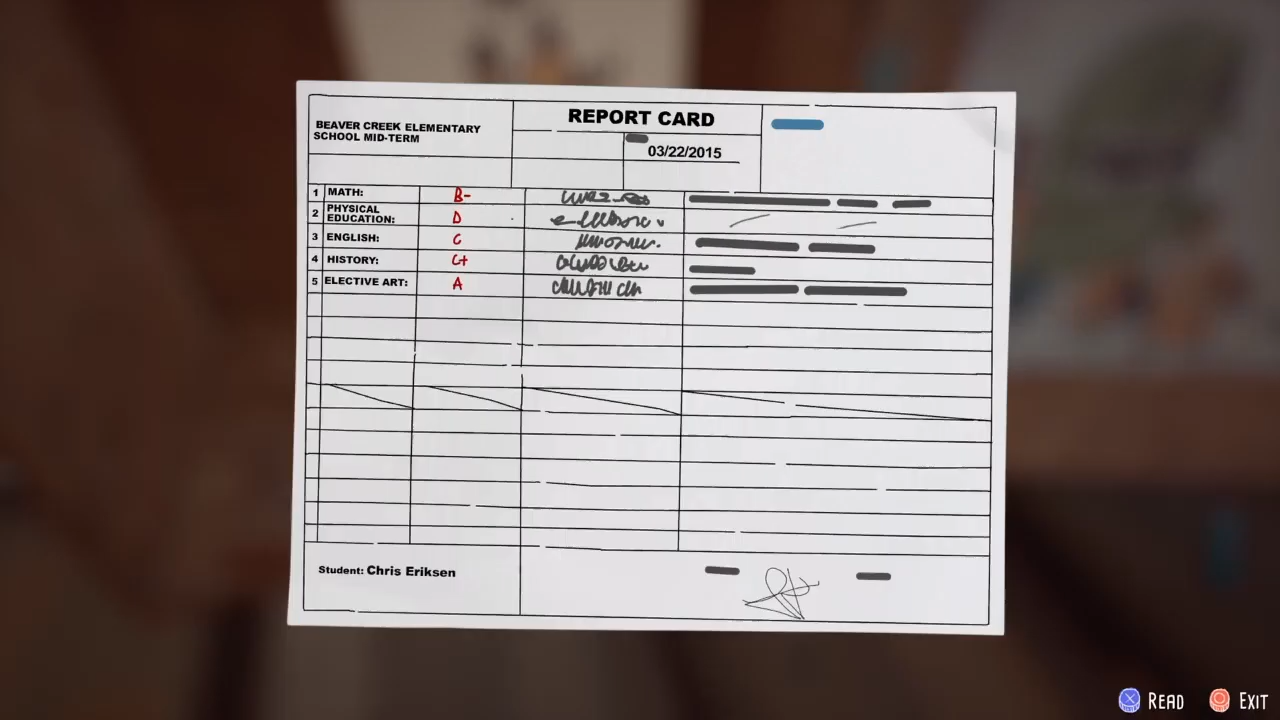 REPORT CARD
BEAVER CREEK ELEMENTARY
SCHOOL MID-TERM
03/22/2015
1 MATH: B-
2 PHYSICAL
EDUCATION: D
3 ENGLISH: C
4 HISTORY: C+
5 ELECTIVE ART: A
Student: Chris Eriksen
READ EXIT